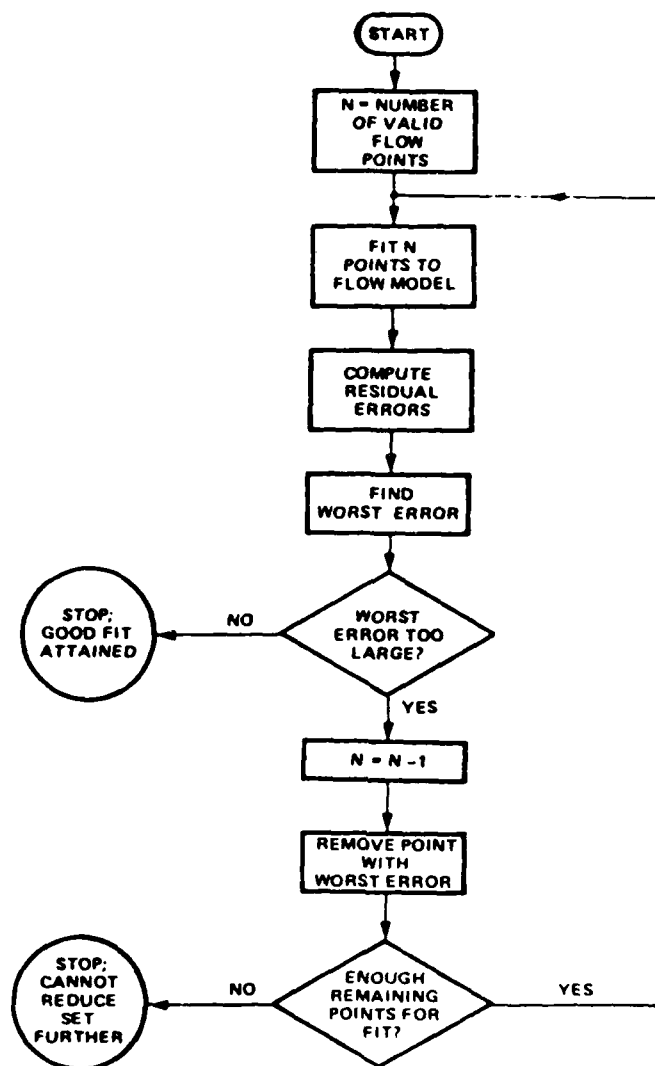 START
N = NUMBER
OF VALID
FLOW
POINTS
FIT N
POINTS TO
FLOW MODEL
COMPUTE
RESIDUAL
ERRORS
FIND
WORST ERROR
STOP;
GOOD FIT
ATTAINED
NO
WORST
ERROR TOO
LARGE?
YES
N = N -1
REMOVE POINT
WITH
WORST ERROR
STOP;
CANNOT
REDUCE
SET
FURTHER
NO
ENOUGH
REMAINING
POINTS FOR
FIT?
YES